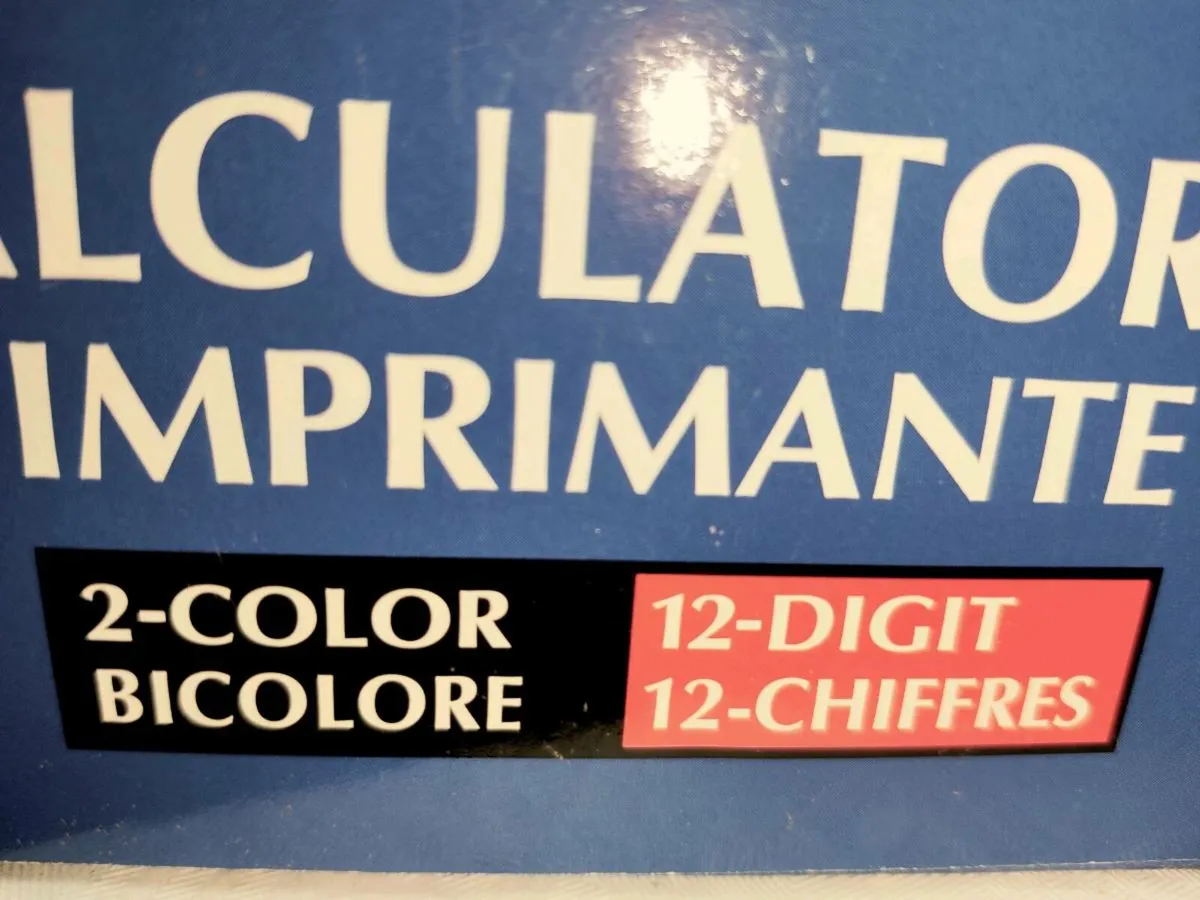 ALCULATOR
IMPRIMANTE
2-COLOR
BICOLORE
12-DIGIT
12-CHIFFRES